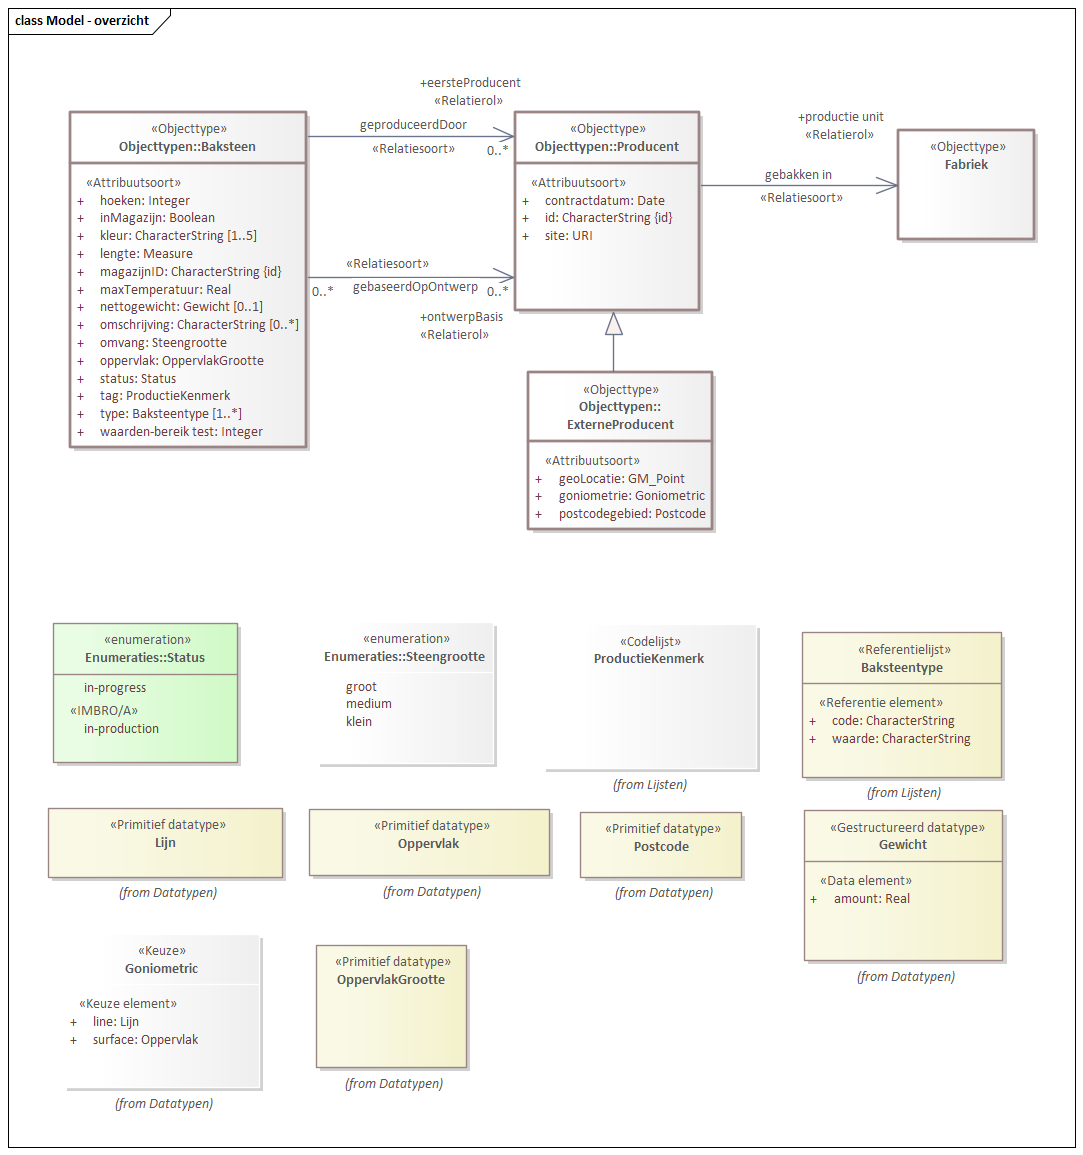 class Model - overzicht
+eersteProducent
«Relatierol»
geproduceerdDoor
«Relatiesoort»
0..*
«Relatiesoort»
0..*
gebaseerdOpOntwerp
0..*
+ontwerpBasis
«Relatierol»
+productie unit
«Relatierol»
gebakken in
«Relatiesoort»
«Objecttype»
Objecttypen::Baksteen
«Attribuutsoort»
+ hoeken: Integer
+ inMagazijn: Boolean
+ kleur: CharacterString [1..5]
+ lengte: Measure
+ magazijnID: CharacterString {id}
+ maxTemperatuur: Real
+ nettogewicht: Gewicht [0..1]
+ omschrijving: CharacterString [0..*]
+ omvang: Steengrootte
+ oppervlak: OppervlakGrootte
+ status: Status
+ tag: ProductieKenmerk
+ type: Baksteentype [1..*]
+ waarden-bereik test: Integer
«Objecttype»
Objecttypen::Producent
«Attribuutsoort»
+ contractdatum: Date
+ id: CharacterString {id}
+ site: URI
«Objecttype»
Fabriek
«Objecttype»
Objecttypen::
ExterneProducent
«Attribuutsoort»
+ geoLocatie: GM_Point
+ goniometrie: Goniometric
+ postcodegebied: Postcode
«enumeration»
Enumeraties::Status
in-progress
«IMBRO/A»
in-production
«enumeration»
Enumeraties::Steengrootte
groot
medium
klein
«Codelijst»
ProductieKenmerk
(from Lijsten)
«Referentielijst»
Baksteentype
«Referentie element»
+ code: CharacterString
+ waarde: CharacterString
(from Lijsten)
«Primitief datatype»
Lijn
(from Datatypen)
«Primitief datatype»
Oppervlak
(from Datatypen)
«Primitief datatype»
Postcode
(from Datatypen)
«Gestructureerd datatype»
Gewicht
«Data element»
+ amount: Real
(from Datatypen)
«Keuze»
Goniometric
«Keuze element»
+ line: Lijn
+ surface: Oppervlak
(from Datatypen)
«Primitief datatype»
OppervlakGrootte
(from Datatypen)